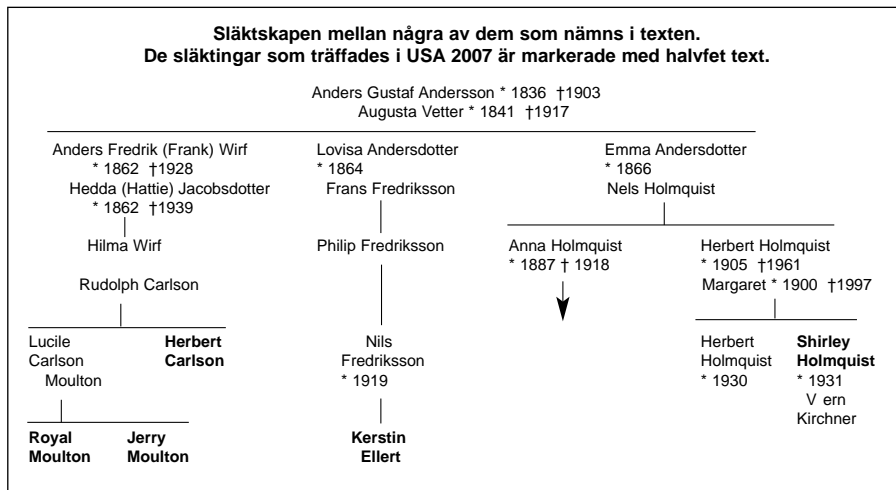 Släktskapen mellan några av dem som nämns i texten.
De släktingar som träffades i USA 2007 är markerade med halvfet text.
Anders Gustaf Andersson * 1836 †1903
Augusta Vetter * 1841 †1917
Anders Fredrik (Frank) Wirf
* 1862 †1928
Hedda (Hattie) Jacobsdotter
* 1862 †1939
Hilma Wirf
Rudolph Carlson
Lucile
Carlson
Moulton
Herbert
Carlson
Royal
Moulton
Jerry
Moulton
Lovisa Andersdotter
* 1864
Frans Fredriksson
Philip Fredriksson
Nils
Fredriksson
* 1919
Kerstin
Ellert
Emma Andersdotter
* 1866
Nels Holmquist
Anna Holmquist
* 1887 † 1918
Herbert Holmquist
* 1905 †1961
Margaret * 1900 †1997
Herbert
Holmquist
* 1930
Shirley
Holmquist
* 1931
V ern
Kirchner